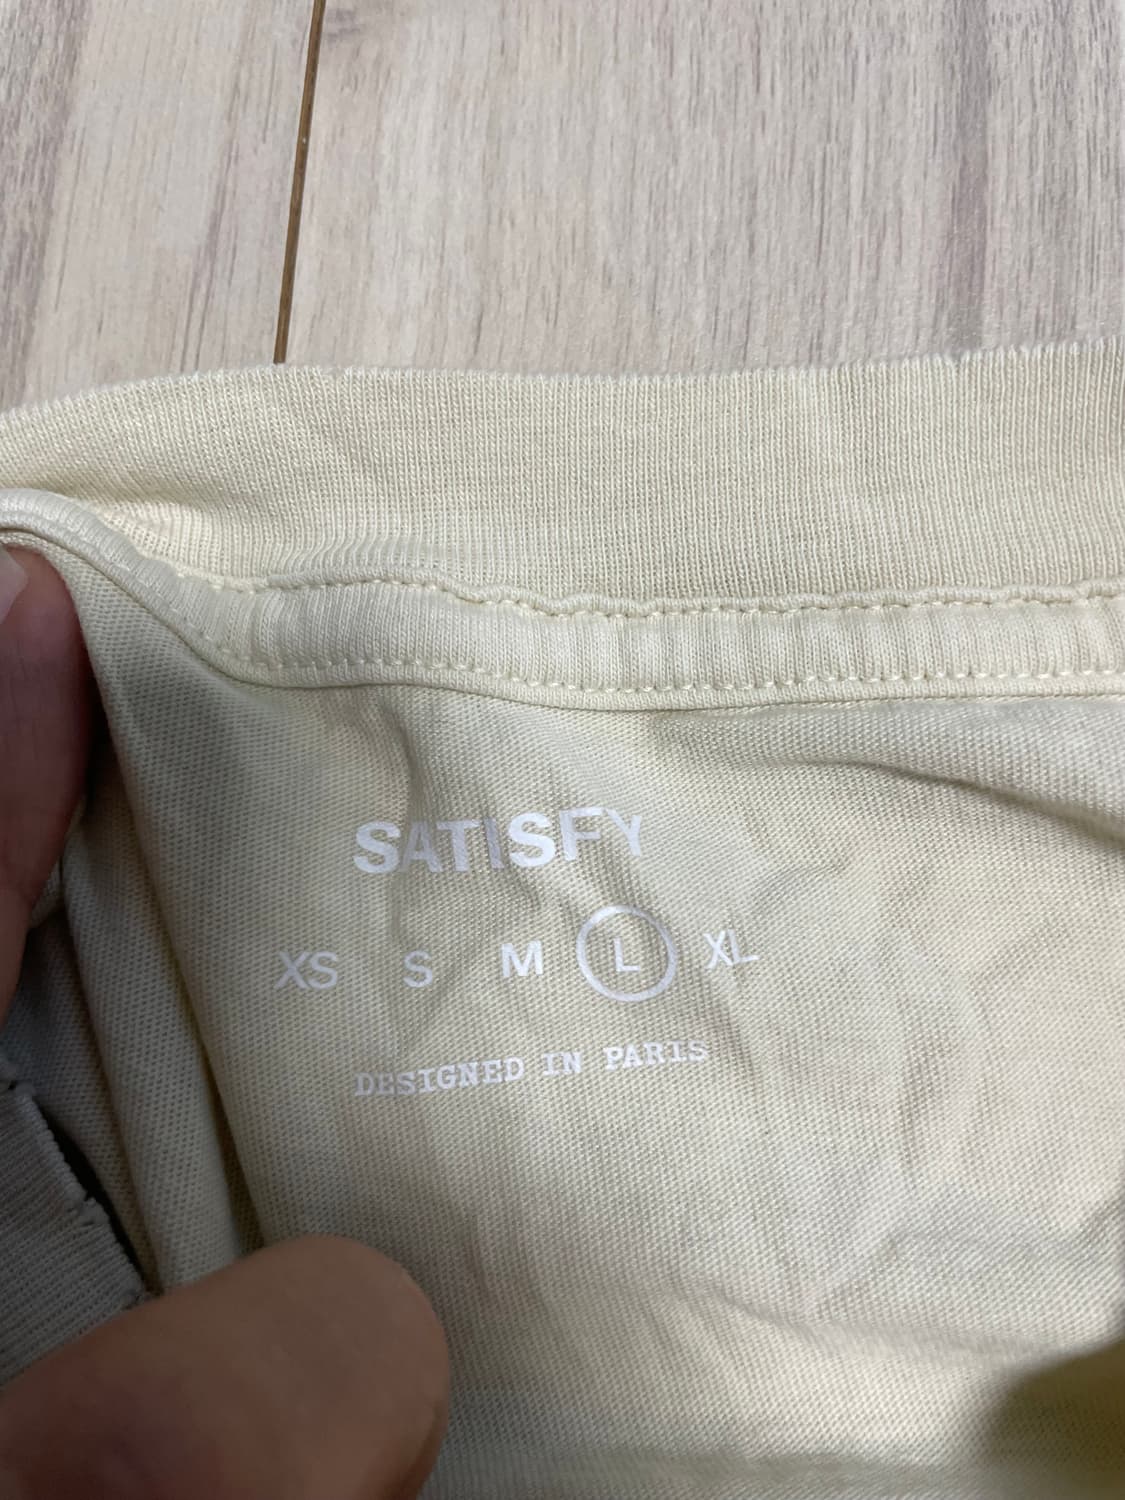 SATISFY
XS S M L XL
DESIGNED IN PARIS